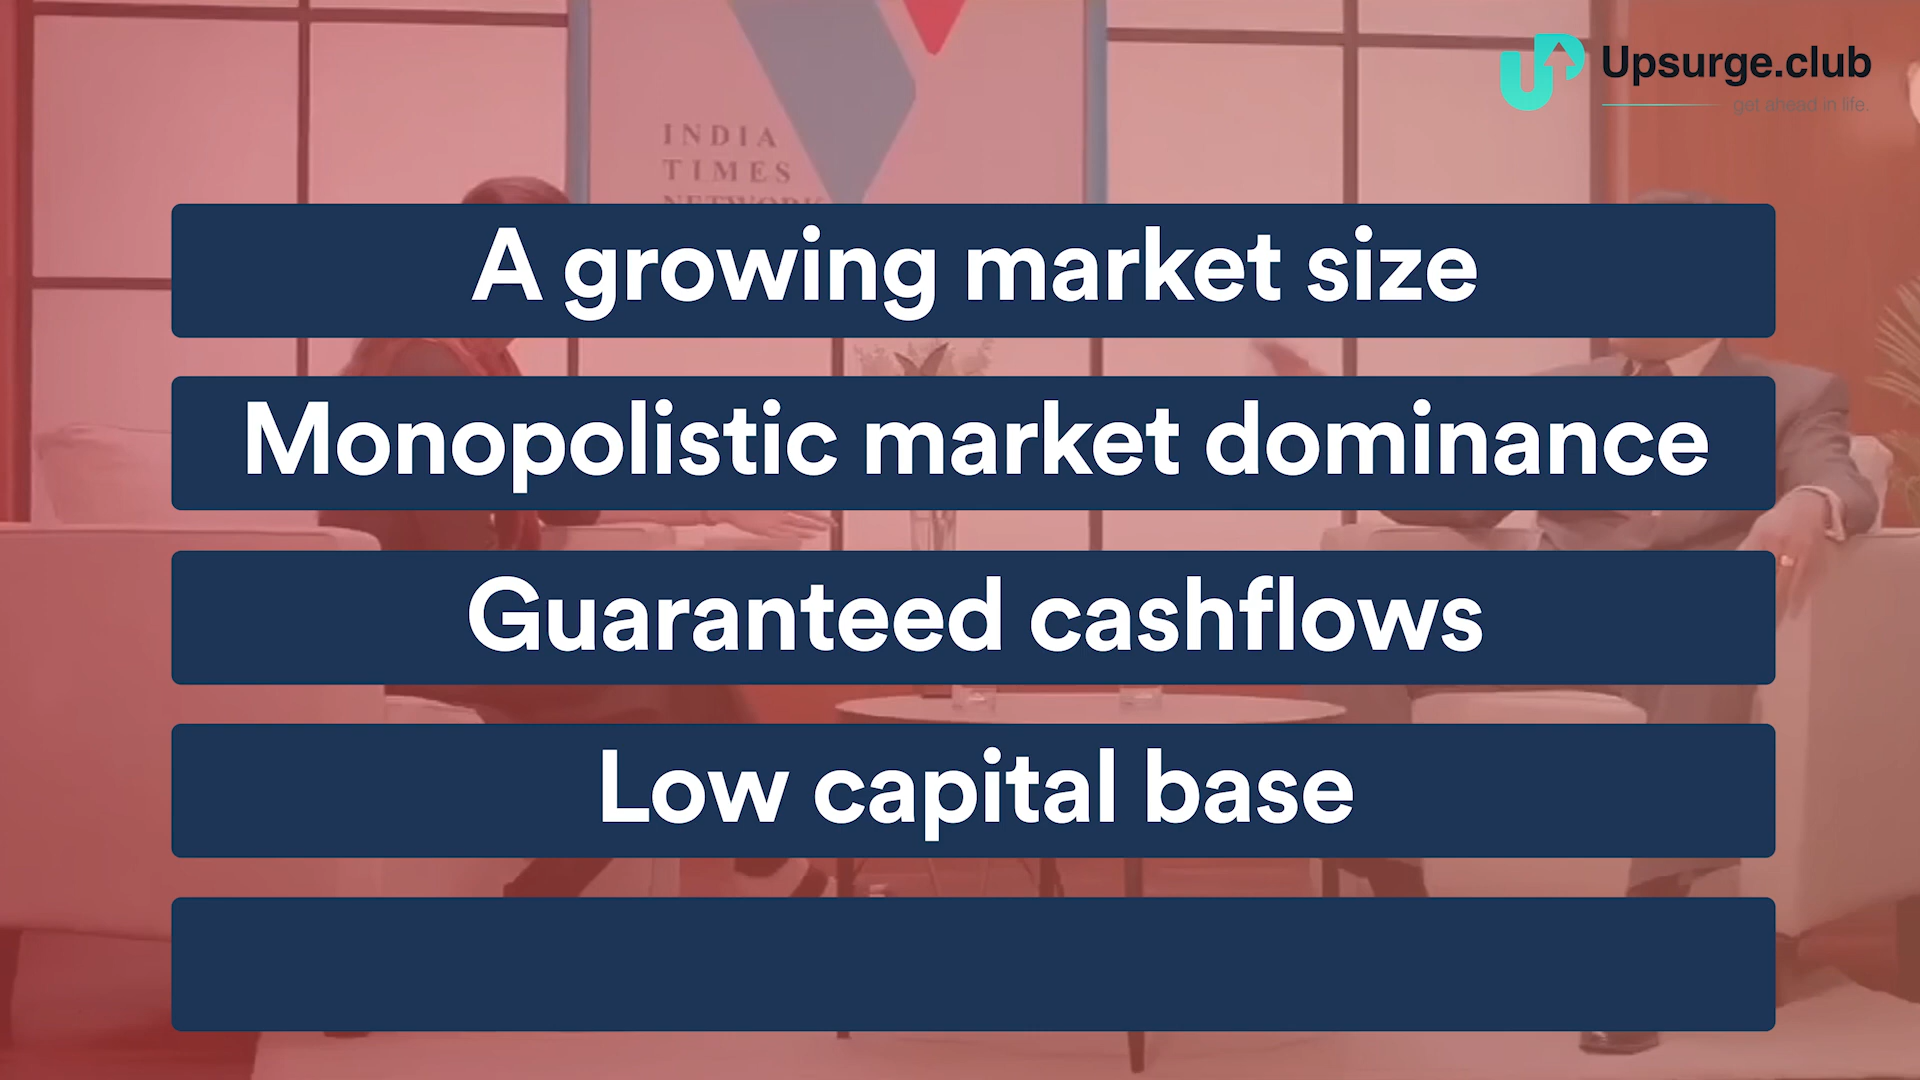 Upsurge.club
get ahead in life.
INDIA
TIMES
NETWORK
A growing market size
Monopolistic market dominance
Guaranteed cashflows
Low capital base